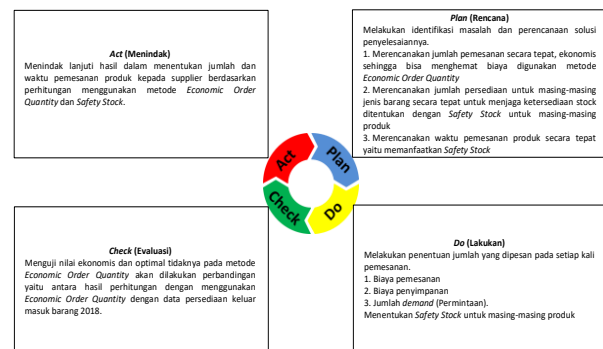 Act (Menindak)
Menindak lanjuti hasil dalam menentukan jumlah dan
waktu pemesanan produk kepada supplier berdasarkan
perhitungan menggunakan metode Economic Order
Quantity dan Safety Stock.
Plan (Rencana)
Melakukan identifikasi masalah dan perencanaan solusi
penyelesaiannya.
1. Merencanakan jumlah pemesanan secara tepat, ekonomis
sehingga bisa menghemat biaya digunakan metode
Economic Order Quantity
2. Merencanakan jumlah persediaan untuk masing-masing
jenis barang secara tepat untuk menjaga ketersediaan stock
ditentukan dengan Safety Stock untuk masing-masing
produk
3. Merencanakan waktu pemesanan produk secara tepat
yaitu memanfaatkan Safety Stock
Act
Plan
Check
Do
Check (Evaluasi)
Menguji nilai ekonomis dan optimal tidaknya pada metode
Economic Order Quantity akan dilakukan perbandingan
yaitu antara hasil perhitungan dengan menggunakan
Economic Order Quantity dengan data persediaan keluar
masuk barang 2018.
Do (Lakukan)
Melakukan penentuan jumlah yang dipesan pada setiap kali
pemesanan.
1. Biaya pemesanan
2. Biaya penyimpanan
3. Jumlah demand (Permintaan).
Menentukan Safety Stock untuk masing-masing produk